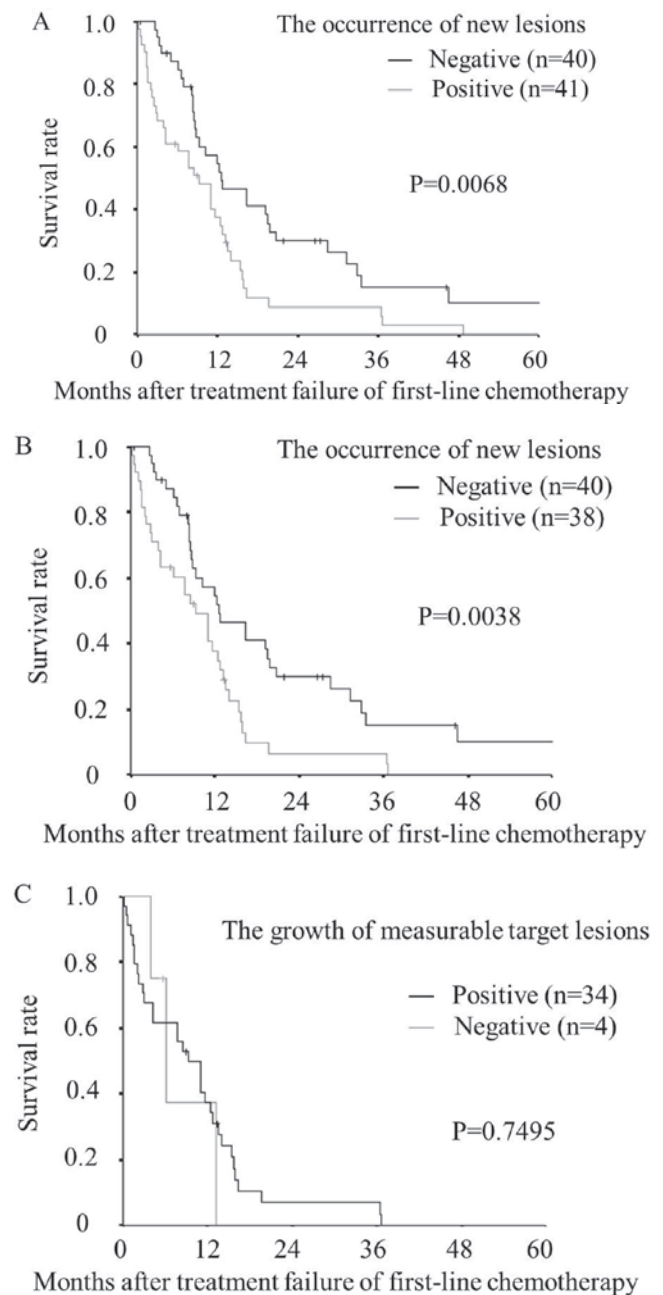 A
The occurrence of new lesions
Negative (n=40)
Positive (n=41)
P=0.0068
Survival rate
1.0
0.8
0.6
0.4
0.2
0
0 12 24 36 48 60
Months after treatment failure of first-line chemotherapy
B
The occurrence of new lesions
Negative (n=40)
Positive (n=38)
P=0.0038
Survival rate
1.0
0.8
0.6
0.4
0.2
0
0 12 24 36 48 60
Months after treatment failure of first-line chemotherapy
C
The growth of measurable target lesions
Positive (n=34)
Negative (n=4)
P=0.7495
Survival rate
1.0
0.8
0.6
0.4
0.2
0
0 12 24 36 48 60
Months after treatment failure of first-line chemotherapy